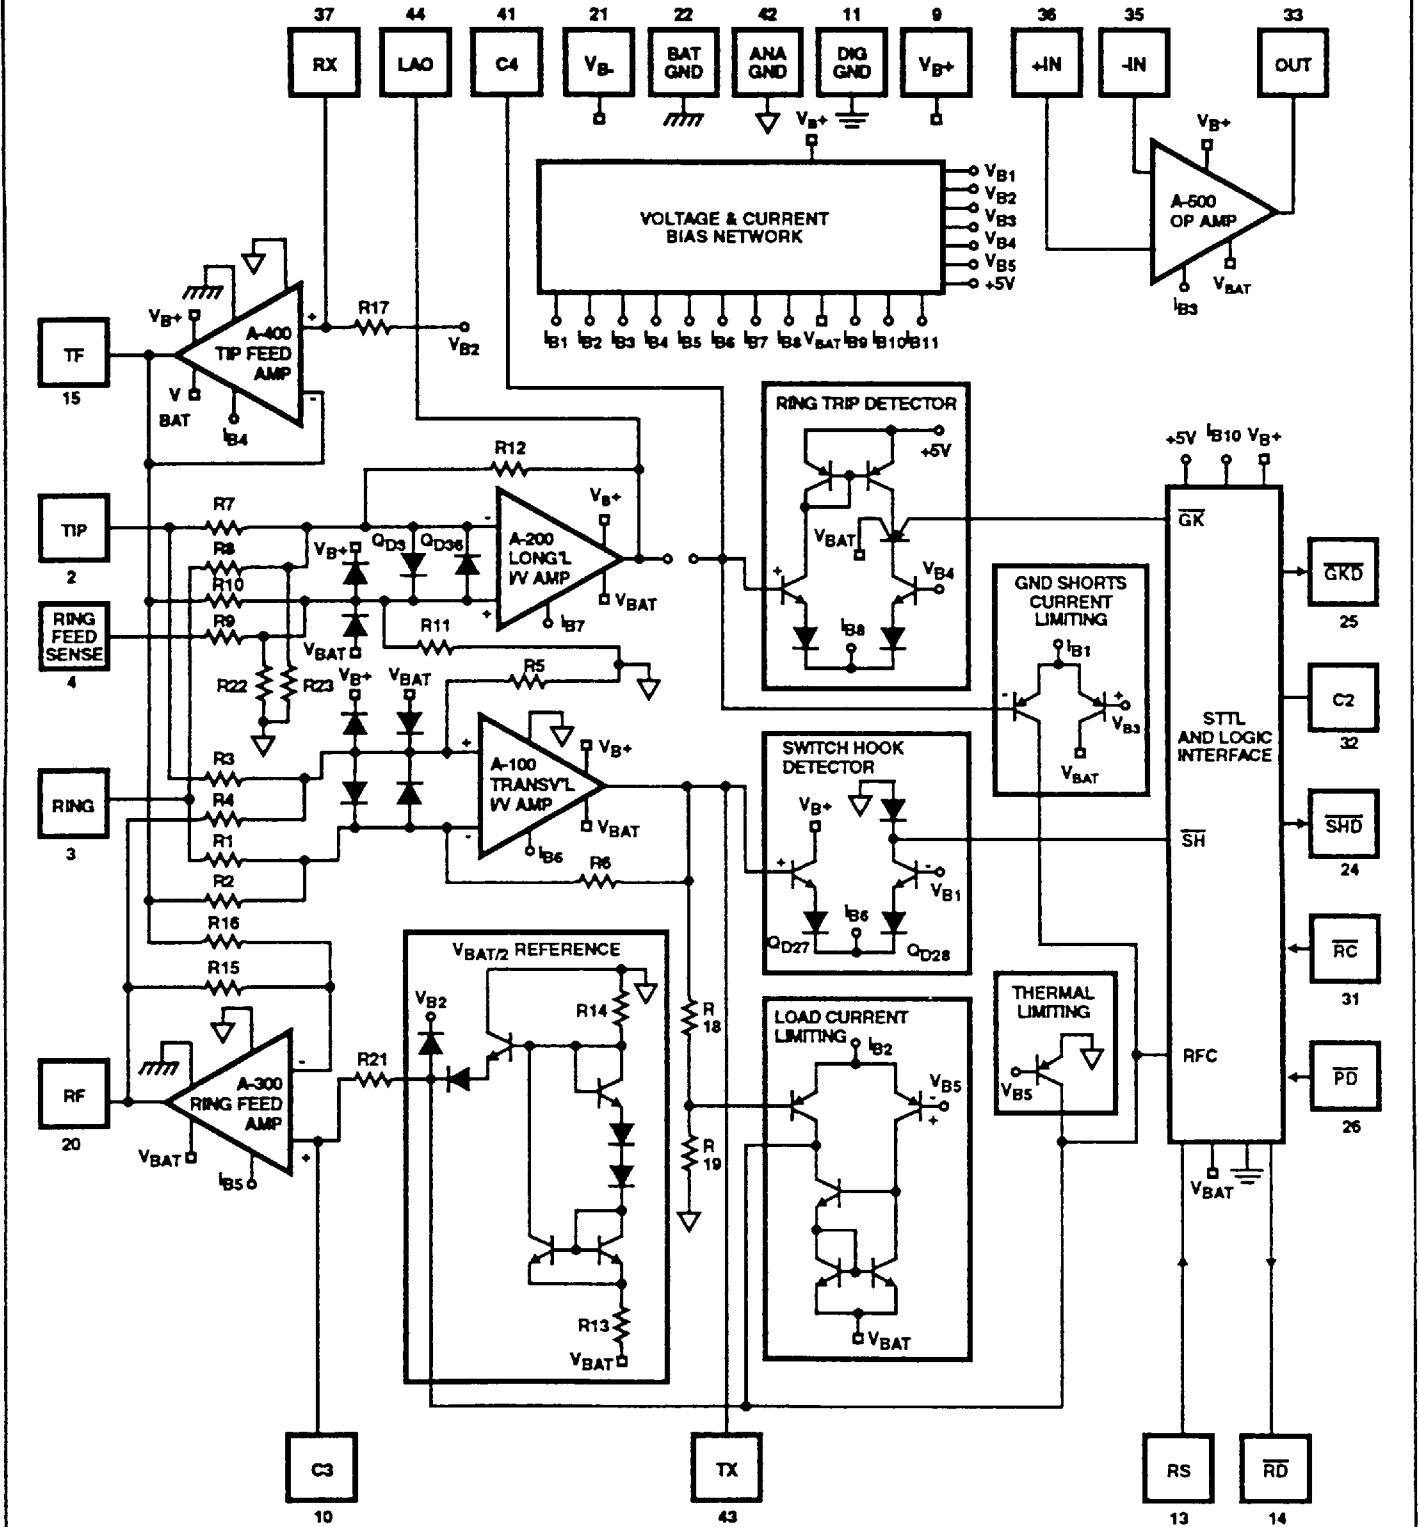 37 44 41 21 22 42 11 9 36 35 33
RX LAO C4 VB- BAT GND ANA GND DIG GND VB+ +IN -IN OUT
VB+
VB+
VOLTAGE & CURRENT
BIAS NETWORK
VB1
VB2
VB3
VB4
VB5
+5V
IB1 IB2 IB3 IB4 IB5 IB6 IB7 IB8 VBAT IB9 IB10 IB11
A-500
OP AMP
VBAT
IB3
VB+
A-400
TIP FEED
AMP
+
-
R17
VB2
TF
15
V
BAT
IB4
RING TRIP DETECTOR
+5V
VBAT
+
VB4
IB8
+5V IB10 VB+
R12
TIP
2
R7
R8
R10
R9
VB+
QD3
QD36
-
A-200
LONG'L
I/V AMP
+
VB+
VBAT
IB7
RING
FEED
SENSE
4
VBAT
R11
R22
R23
VB+
VBAT
R5
GND SHORTS
CURRENT
LIMITING
IB1
-
+
VB3
VBAT
GK
STTL
AND LOGIC
INTERFACE
SH
RFC
GKD
25
C2
32
SHD
24
RC
31
PD
26
RING
3
R3
R4
R1
R2
R16
R15
+
A-100
TRANSV'L
I/V AMP
-
VB+
VBAT
IB6
R6
SWITCH HOOK
DETECTOR
VB+
+
-
VB1
IB6
QD27
QD28
VBAT/2 REFERENCE
VB2
R14
R13
VBAT
R
18
R
19
LOAD CURRENT
LIMITING
IB2
VB5
-
+
VBAT
THERMAL
LIMITING
VB5
RF
20
A-300
RING FEED
AMP
-
+
VBAT
IB5
R21
VBAT
C3
10
TX
43
RS
13
RD
14